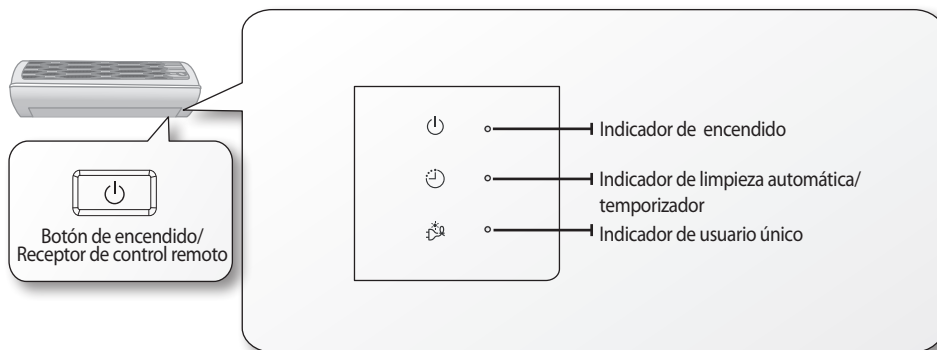 Indicador de encendido
Indicador de limpieza automática/
temporizador
Indicador de usuario único
Botón de encendido/
Receptor de control remoto